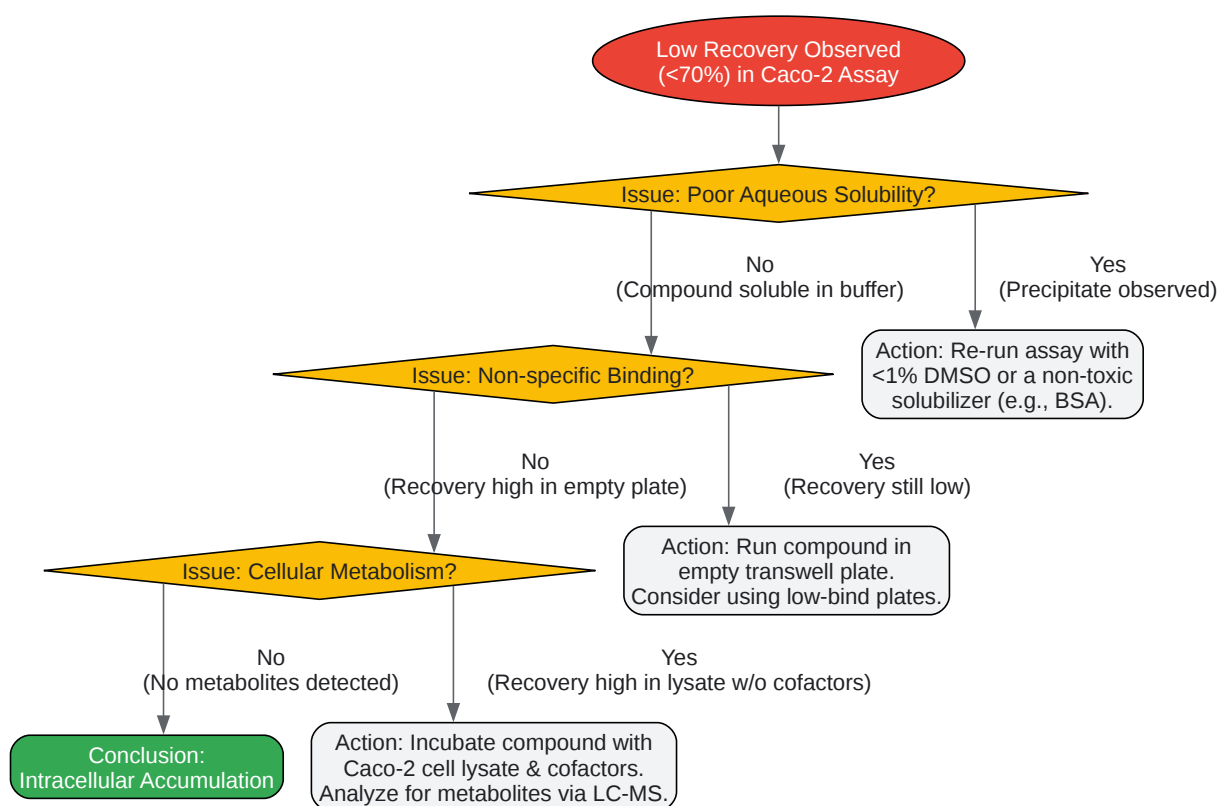 Low Recovery Observed
(<70%) in Caco-2 Assay
Issue: Poor Aqueous Solubility?
No
(Compound soluble in buffer)
Yes
(Precipitate observed)
Action: Re-run assay with
<1% DMSO or a non-toxic
solubilizer (e.g., BSA).
Issue: Non-specific Binding?
No
(Recovery high in empty plate)
Yes
(Recovery still low)
Action: Run compound in
empty transwell plate.
Consider using low-bind plates.
Issue: Cellular Metabolism?
No
(No metabolites detected)
Yes
(Recovery high in lysate w/o cofactors)
Conclusion:
Intracellular Accumulation
Action: Incubate compound with
Caco-2 cell lysate & cofactors.
Analyze for metabolites via LC-MS.